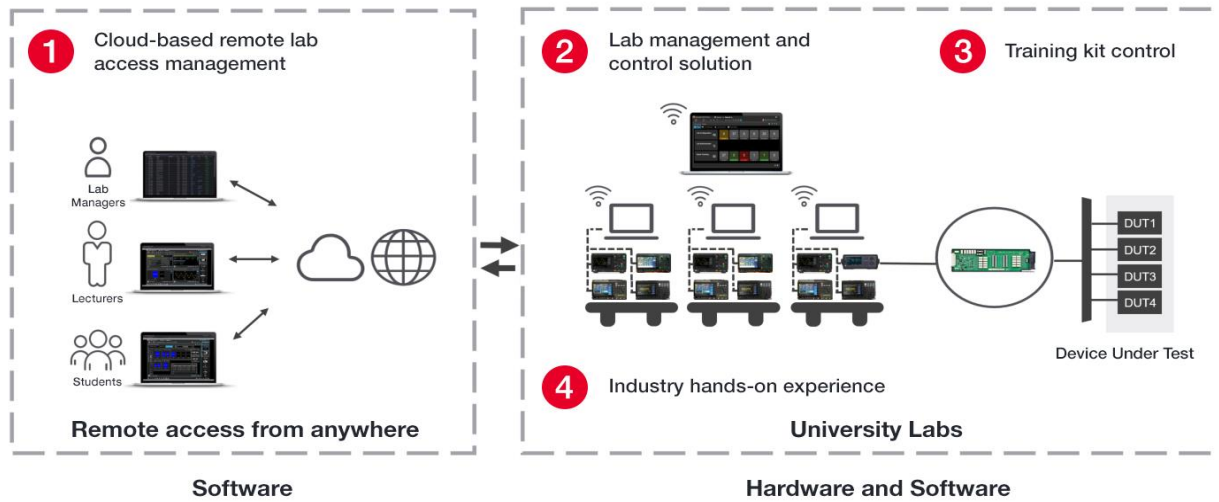 1
Cloud-based remote lab
access management
Lab
Managers
Lecturers
Students
Remote access from anywhere
Software
2
Lab management and
control solution
3
Training kit control
DUT1
DUT2
DUT3
DUT4
Device Under Test
4
Industry hands-on experience
University Labs
Hardware and Software